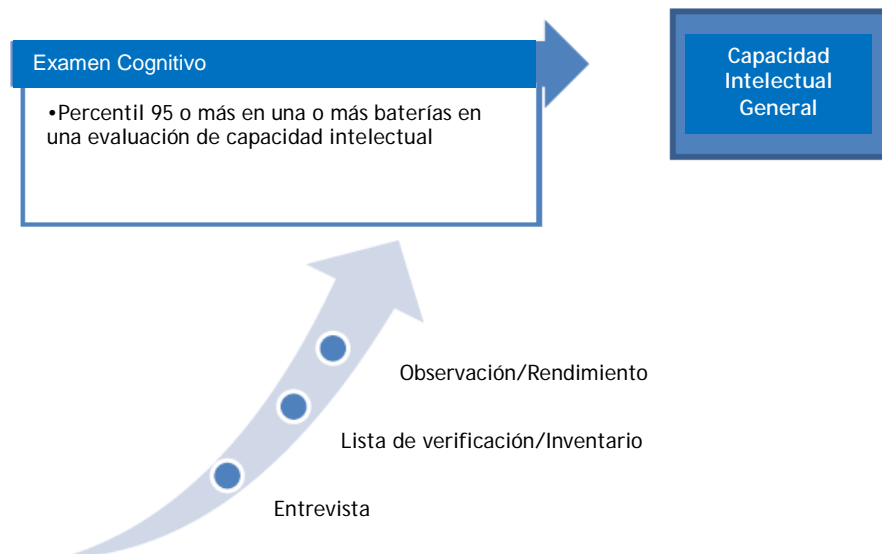 Examen Cognitivo
•Percentil 95 o más en una o más baterías en
una evaluación de capacidad intelectual
Capacidad
Intelectual
General
Observación/Rendimiento
Lista de verificación/Inventario
Entrevista